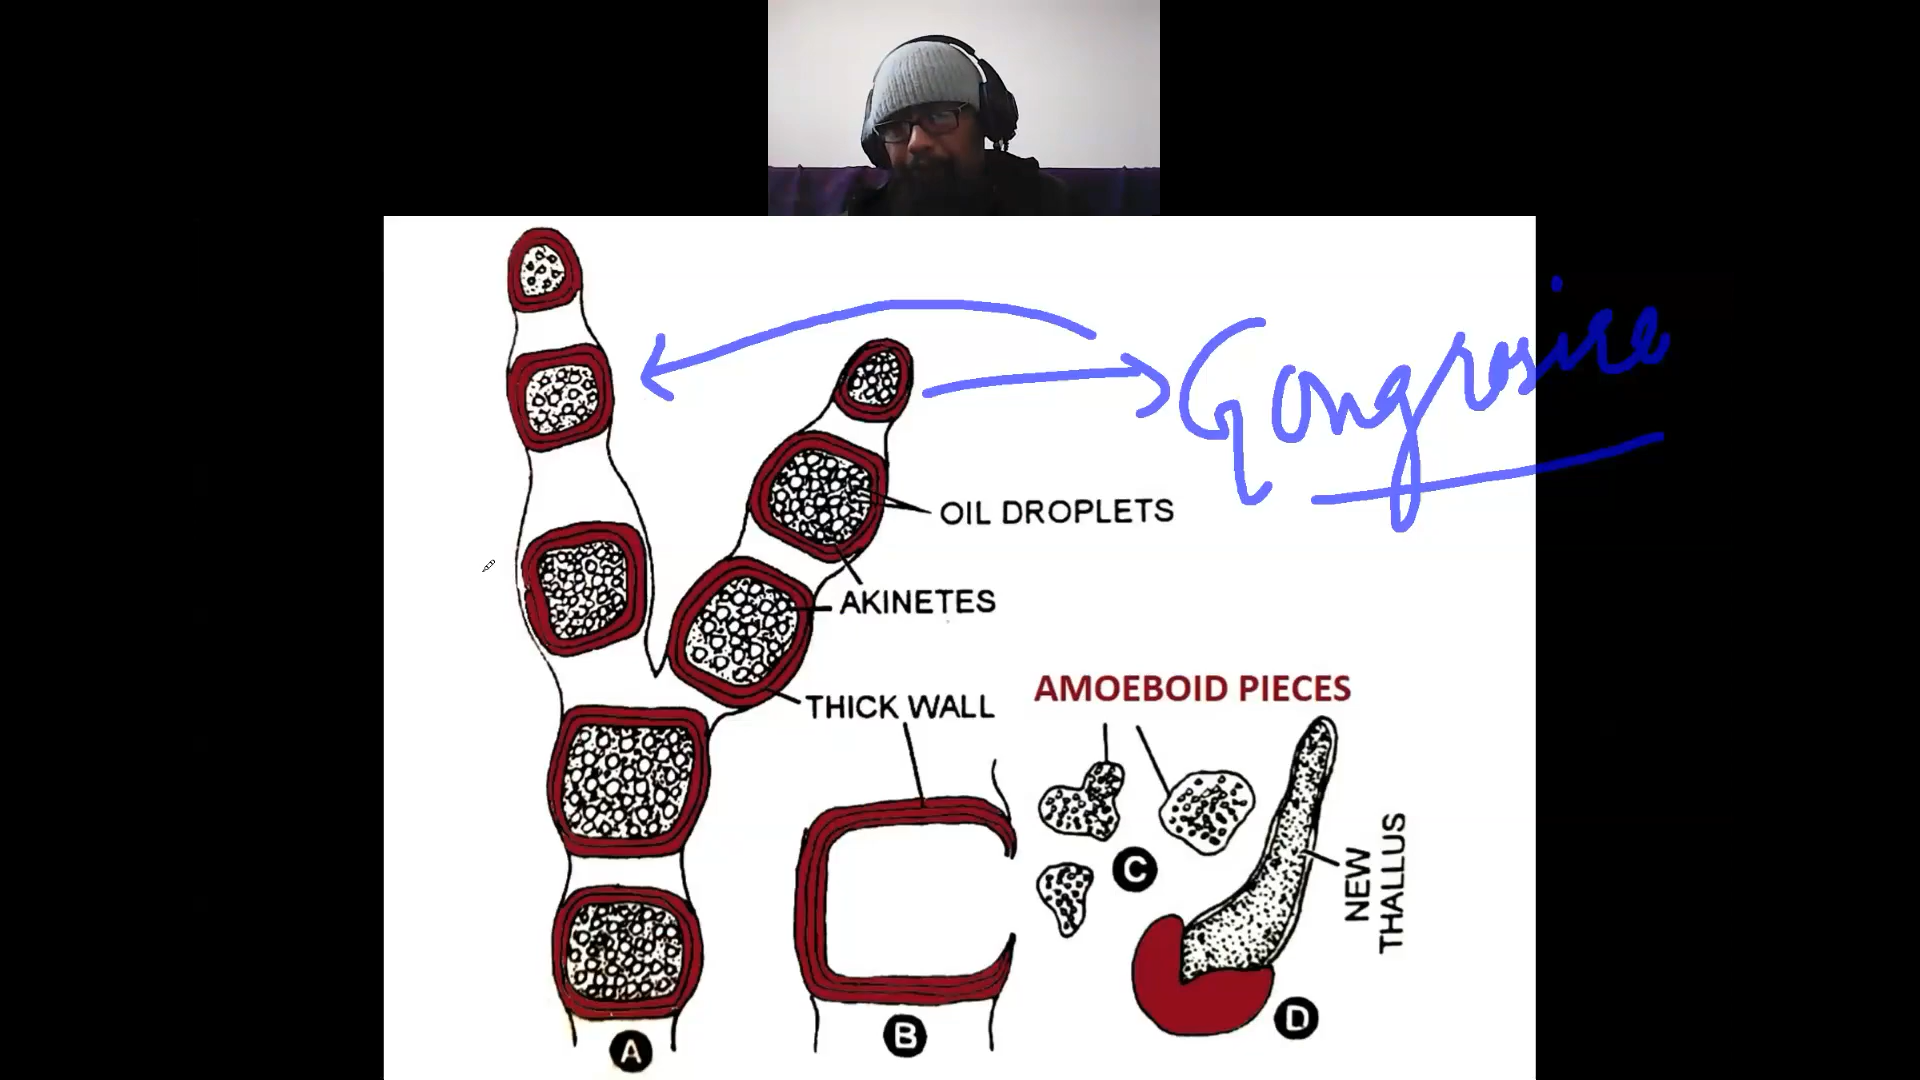 Gongrosira
OIL DROPLETS
AKINETES
THICK WALL
AMOEBOID PIECES
NEW
THALLUS
A
B
C
D